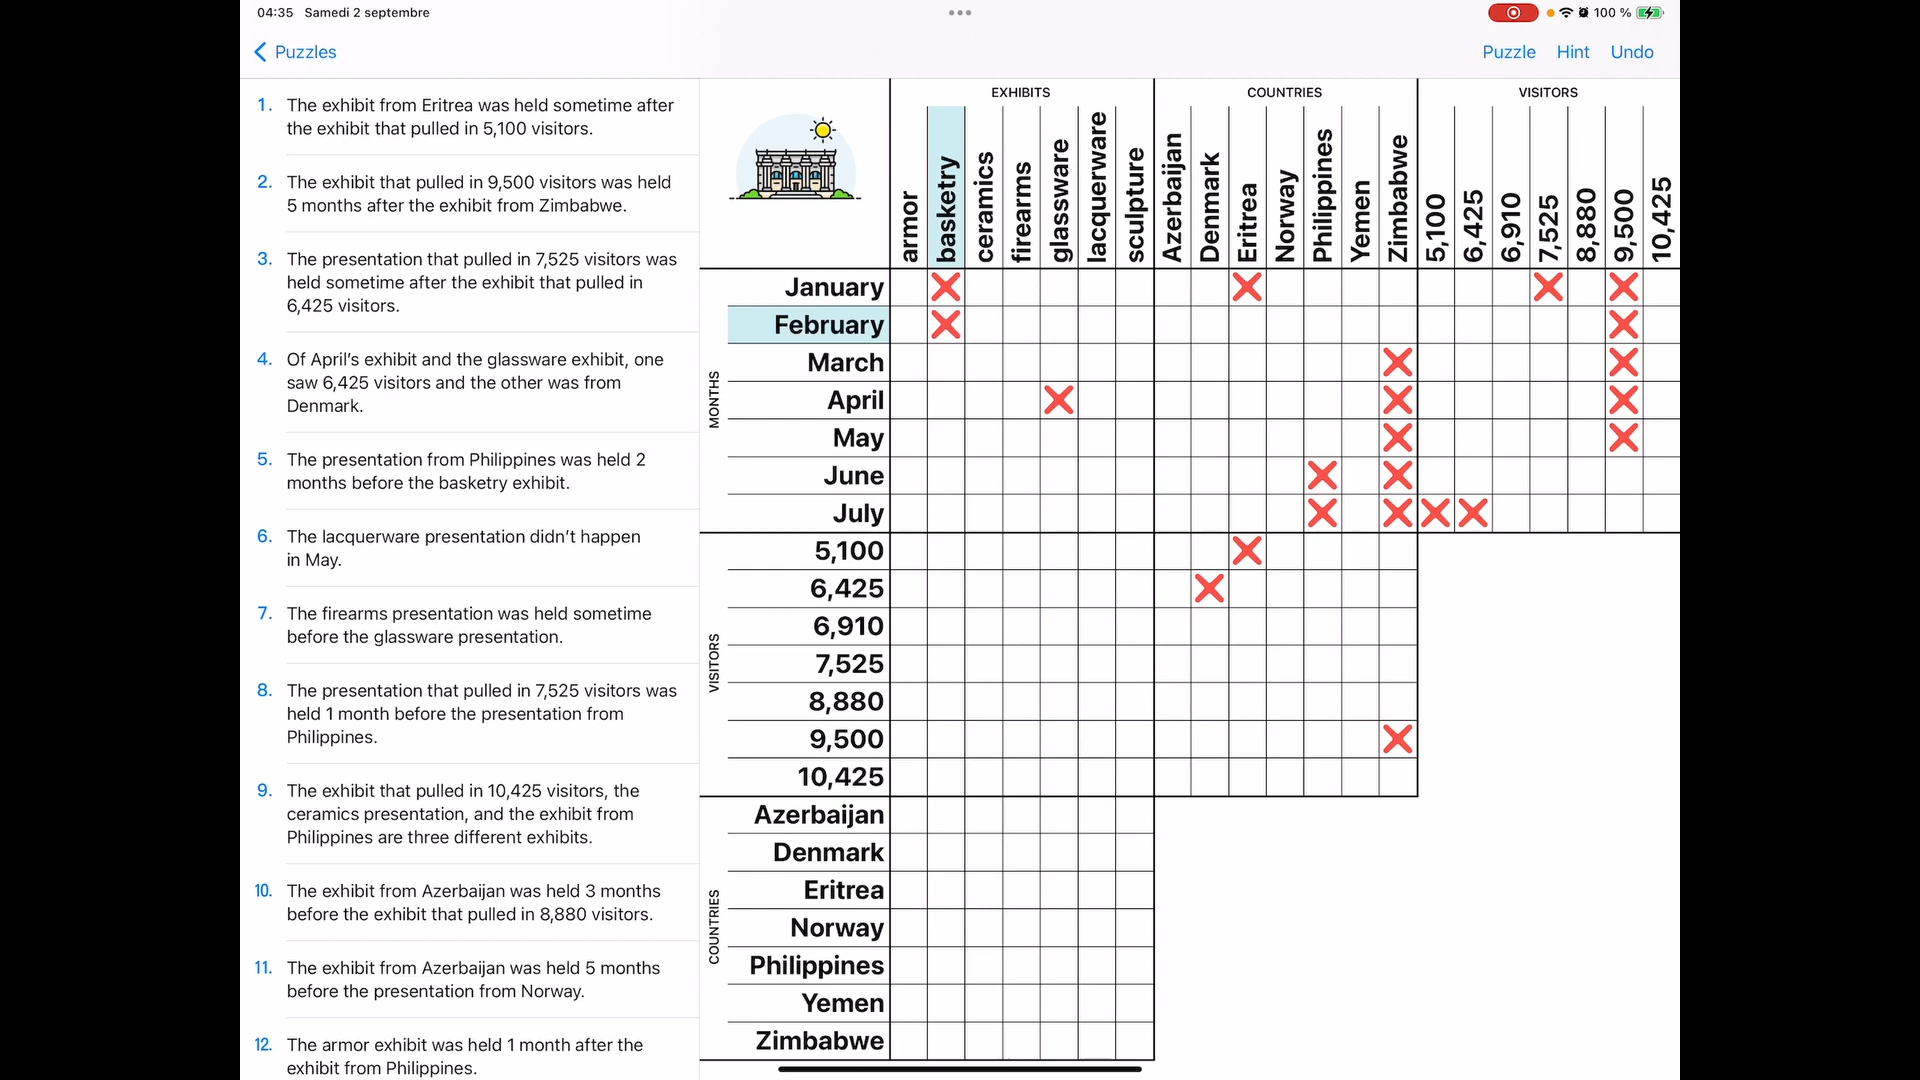 04:35 Samedi 2 septembre
100 %
Puzzles
Puzzle Hint Undo
1. The exhibit from Eritrea was held sometime after
the exhibit that pulled in 5,100 visitors.
2. The exhibit that pulled in 9,500 visitors was held
5 months after the exhibit from Zimbabwe.
3. The presentation that pulled in 7,525 visitors was
held sometime after the exhibit that pulled in
6,425 visitors.
4. Of April’s exhibit and the glassware exhibit, one
saw 6,425 visitors and the other was from
Denmark.
5. The presentation from Philippines was held 2
months before the basketry exhibit.
6. The lacquerware presentation didn’t happen
in May.
7. The firearms presentation was held sometime
before the glassware presentation.
8. The presentation that pulled in 7,525 visitors was
held 1 month before the presentation from
Philippines.
9. The exhibit that pulled in 10,425 visitors, the
ceramics presentation, and the exhibit from
Philippines are three different exhibits.
10. The exhibit from Azerbaijan was held 3 months
before the exhibit that pulled in 8,880 visitors.
11. The exhibit from Azerbaijan was held 5 months
before the presentation from Norway.
12. The armor exhibit was held 1 month after the
exhibit from Philippines.
EXHIBITS
COUNTRIES
VISITORS
armor
basketry
ceramics
firearms
glassware
lacquerware
sculpture
Azerbaijan
Denmark
Eritrea
Norway
Philippines
Yemen
Zimbabwe
5,100
6,425
6,910
7,525
8,880
9,500
10,425
MONTHS
January
February
March
April
May
June
July
VISITORS
5,100
6,425
6,910
7,525
8,880
9,500
10,425
COUNTRIES
Azerbaijan
Denmark
Eritrea
Norway
Philippines
Yemen
Zimbabwe